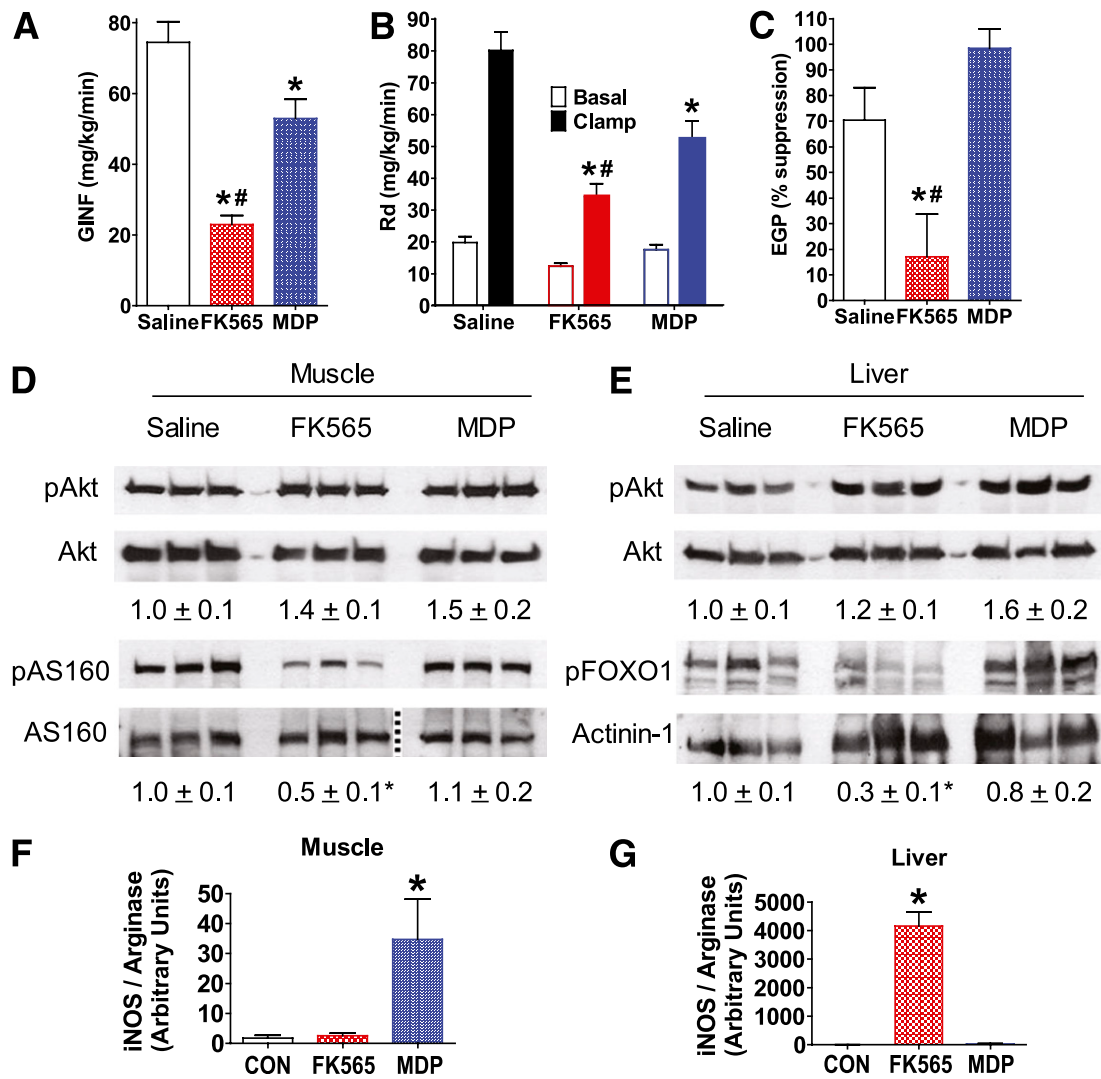 A
GINF (mg/kg/min)
80
60
40
20
0
*#
*
Saline FK565 MDP
B
Rd (mg/kg/min)
90
80
70
60
50
40
30
20
10
0
Basal
Clamp
*#
*
Saline FK565 MDP
C
EGP (% suppression)
110
100
90
80
70
60
50
40
30
20
10
0
*#
Saline FK565 MDP
D
Muscle
Saline FK565 MDP
pAkt
Akt
1.0 ± 0.1 1.4 ± 0.1 1.5 ± 0.2
pAS160
AS160
1.0 ± 0.1 0.5 ± 0.1* 1.1 ± 0.2
E
Liver
Saline FK565 MDP
pAkt
Akt
1.0 ± 0.1 1.2 ± 0.1 1.6 ± 0.2
pFOXO1
Actinin-1
1.0 ± 0.1 0.3 ± 0.1* 0.8 ± 0.2
F
Muscle
iNOS / Arginase
(Arbitrary Units)
50
40
30
20
10
0
*
CON FK565 MDP
G
Liver
iNOS / Arginase
(Arbitrary Units)
5000
4000
3000
2000
1000
0
*
CON FK565 MDP